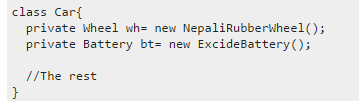 class Car{
  private Wheel wh= new NepaliRubberWheel();
  private Battery bt= new ExcideBattery();

  //The rest
}